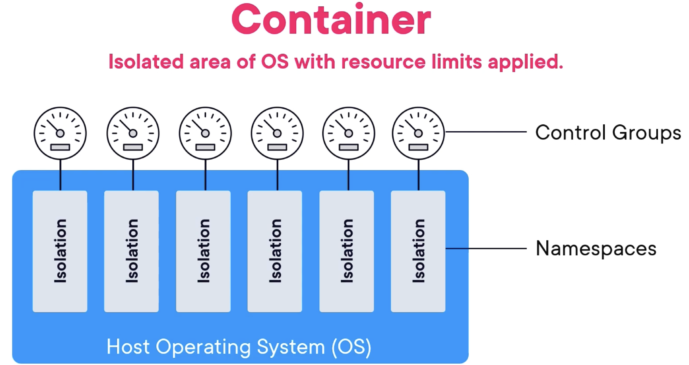 Container
Isolated area of OS with resource limits applied.
Control Groups
Isolation
Isolation
Isolation
Isolation
Isolation
Isolation
Namespaces
Host Operating System (OS)